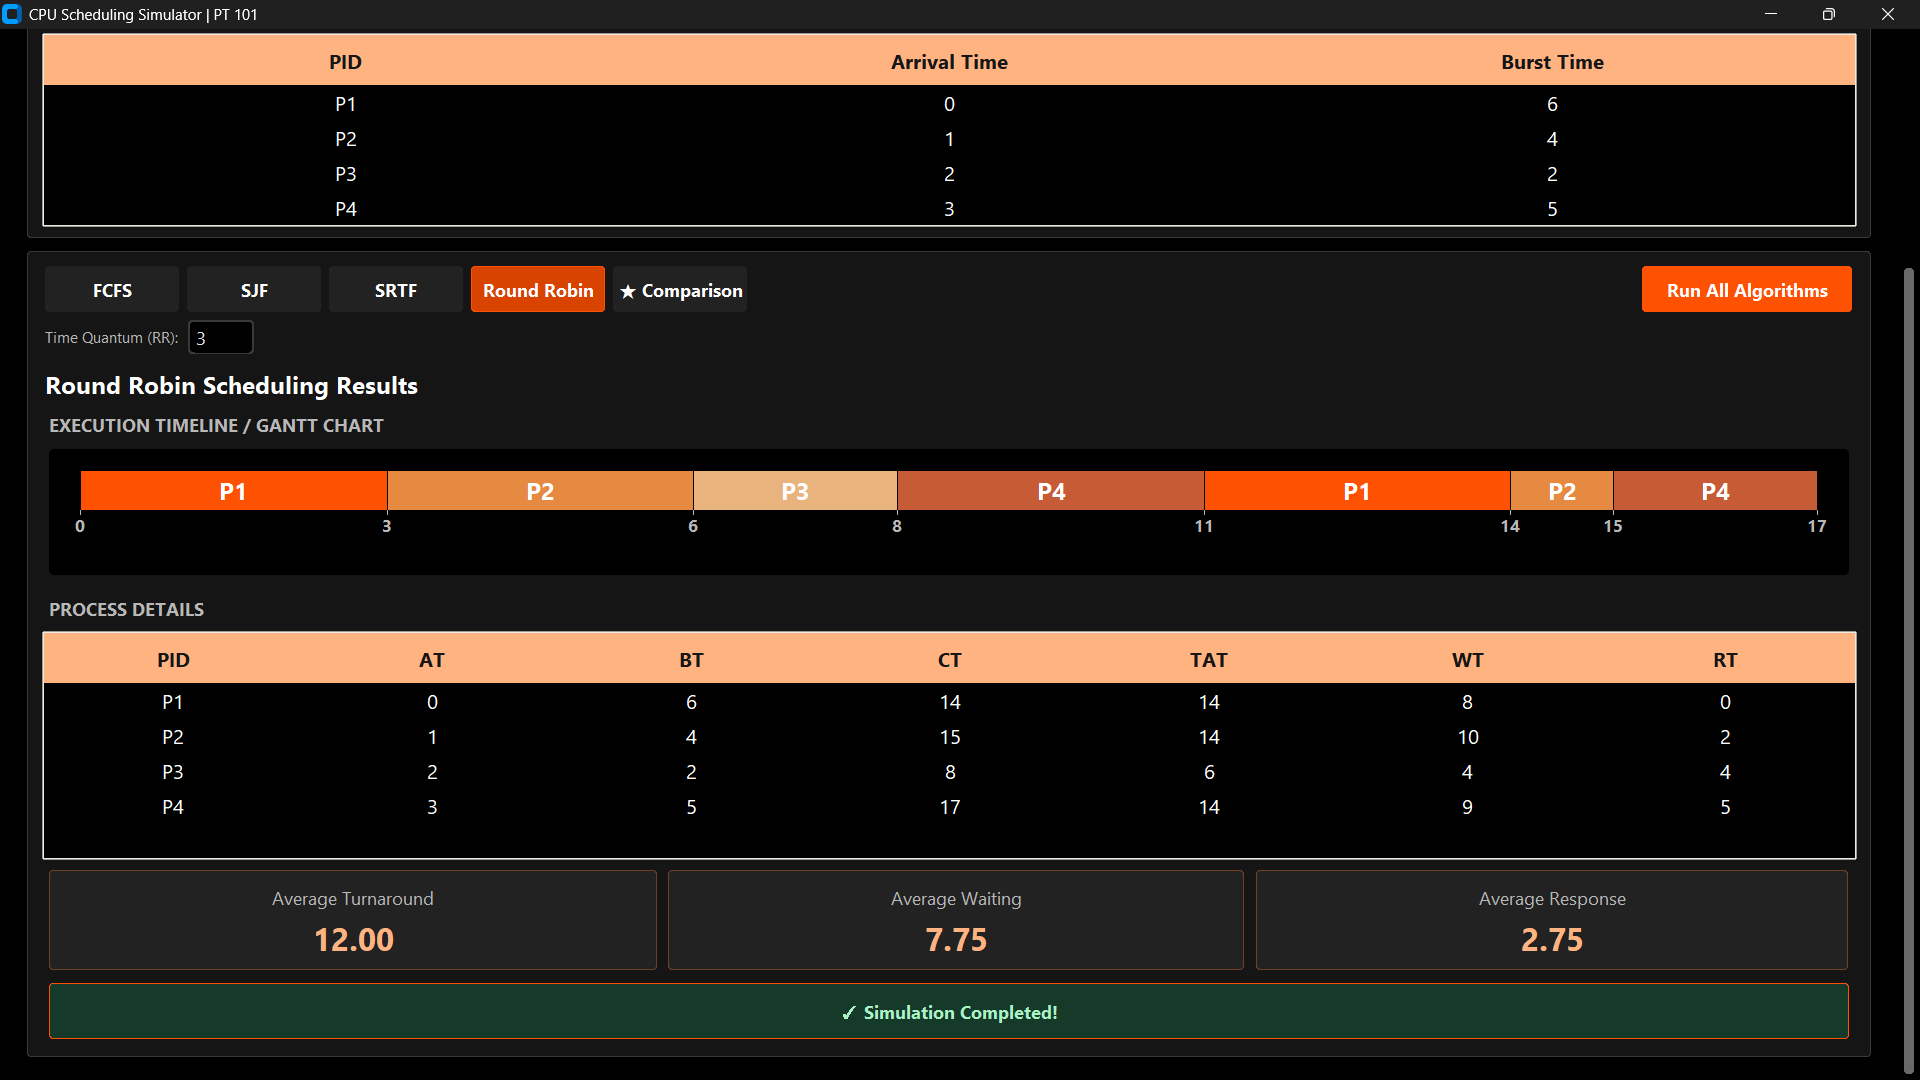 CPU Scheduling Simulator | PT 101
PID Arrival Time Burst Time
P1 0 6
P2 1 4
P3 2 2
P4 3 5
FCFS SJF SRTF Round Robin ★ Comparison Run All Algorithms
Time Quantum (RR): 3
Round Robin Scheduling Results
EXECUTION TIMELINE / GANTT CHART
P1 P2 P3 P4 P1 P2 P4
0 3 6 8 11 14 15 17
PROCESS DETAILS
PID AT BT CT TAT WT RT
P1 0 6 14 14 8 0
P2 1 4 15 14 10 2
P3 2 2 8 6 4 4
P4 3 5 17 14 9 5
Average Turnaround Average Waiting Average Response
12.00 7.75 2.75
✓ Simulation Completed!